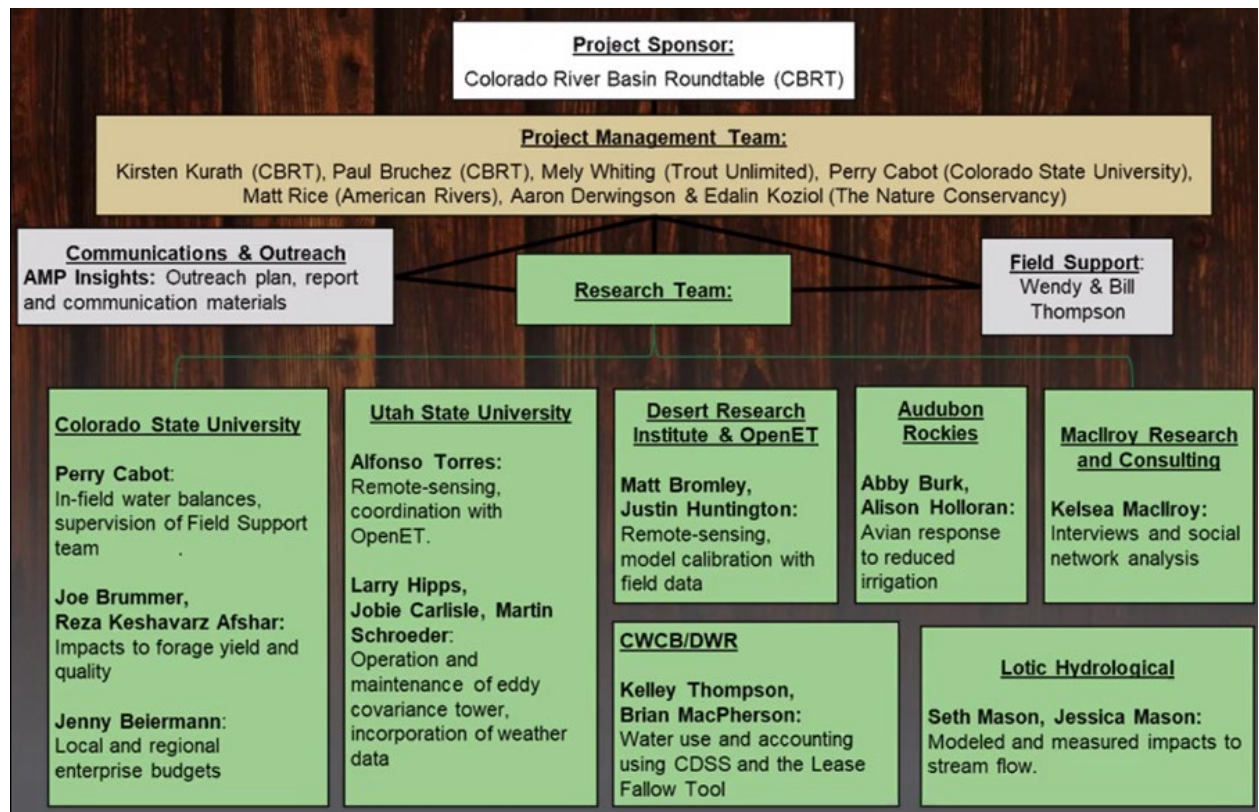 Project Sponsor:
Colorado River Basin Roundtable (CBRT)
Project Management Team:
Kirsten Kurath (CBRT), Paul Bruchez (CBRT), Mely Whiting (Trout Unlimited), Perry Cabot (Colorado State University),
Matt Rice (American Rivers), Aaron Derwingson & Edalin Koziol (The Nature Conservancy)
Communications & Outreach
AMP Insights: Outreach plan, report
and communication materials
Research Team:
Field Support:
Wendy & Bill
Thompson
Colorado State University
Perry Cabot:
In-field water balances,
supervision of Field Support
team .
Joe Brummer,
Reza Keshavarz Afshar:
Impacts to forage yield and
quality
Jenny Beiermann:
Local and regional
enterprise budgets
Utah State University
Alfonso Torres:
Remote-sensing,
coordination with
OpenET.
Larry Hipps,
Jobie Carlisle, Martin
Schroeder:
Operation and
maintenance of eddy
covariance tower,
incorporation of weather
data
Desert Research
Institute & OpenET
Matt Bromley,
Justin Huntington:
Remote-sensing,
model calibration with
field data
Audubon
Rockies
Abby Burk,
Alison Holloran:
Avian response
to reduced
irrigation
MacIlroy Research
and Consulting
Kelsea MacIlroy:
Interviews and social
network analysis
CWCB/DWR
Kelley Thompson,
Brian MacPherson:
Water use and accounting
using CDSS and the Lease
Fallow Tool
Lotic Hydrological
Seth Mason, Jessica Mason:
Modeled and measured impacts to
stream flow.